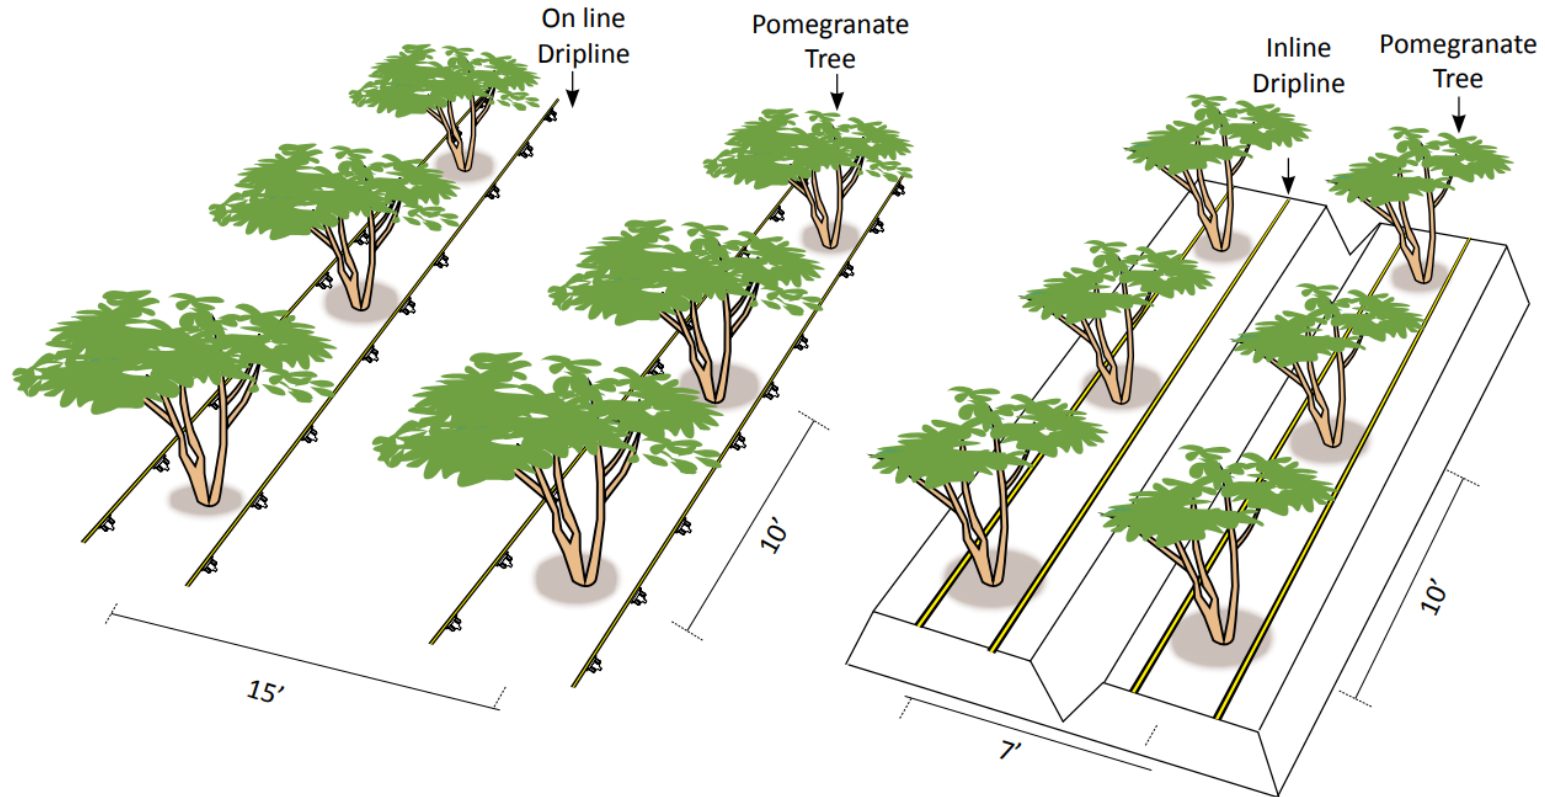 On line
Dripline
Pomegranate
Tree
Inline
Dripline
Pomegranate
Tree
10’
15’
10’
7’